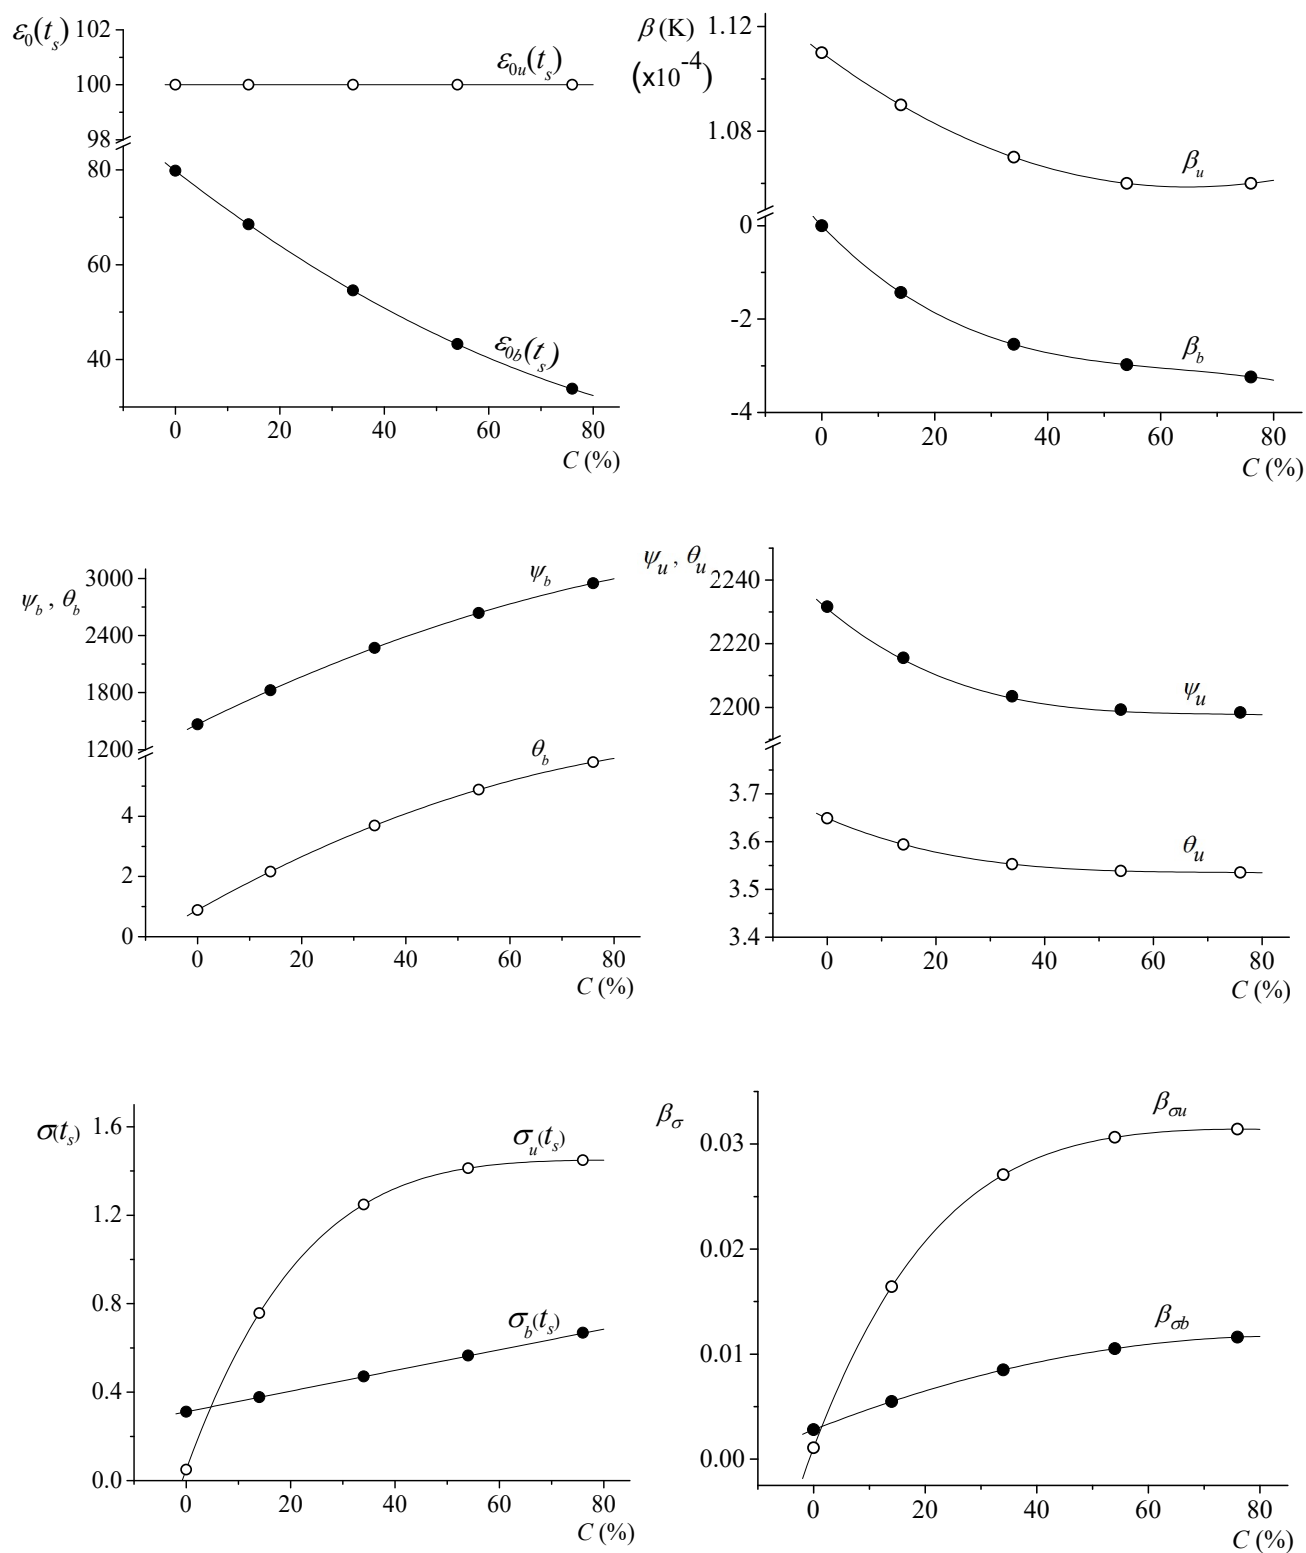 ε₀(tₛ)
102
100
98
80
60
40
ε₀ᵤ(tₛ)
ε₀b(tₛ)
0 20 40 60 80
C (%)
β (K)
(x10⁻⁴)
1.12
1.08
0
-2
-4
βᵤ
βb
0 20 40 60 80
C (%)
ψb , θb
3000
2400
1800
1200
4
2
0
ψb
θb
0 20 40 60 80
C (%)
ψᵤ , θᵤ
2240
2220
2200
3.7
3.6
3.5
3.4
ψᵤ
θᵤ
0 20 40 60 80
C (%)
σ(tₛ)
1.6
1.2
0.8
0.4
0.0
σᵤ(tₛ)
σb(tₛ)
0 20 40 60 80
C (%)
βσ
0.03
0.02
0.01
0.00
βσu
βσb
0 20 40 60 80
C (%)